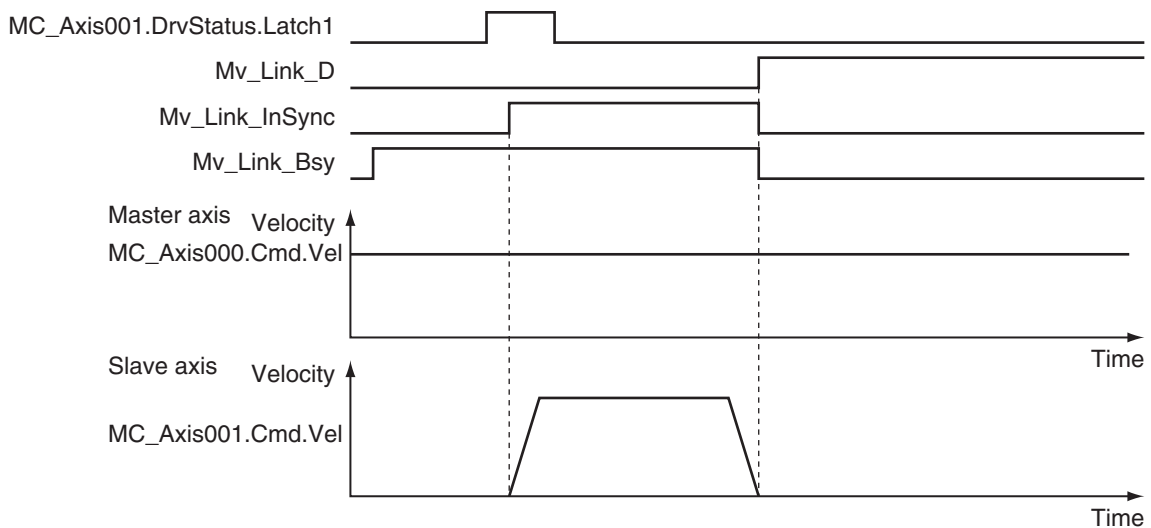 MC_Axis001.DrvStatus.Latch1
Mv_Link_D
Mv_Link_InSync
Mv_Link_Bsy
Master axis Velocity
MC_Axis000.Cmd.Vel
Time
Slave axis Velocity
MC_Axis001.Cmd.Vel
Time